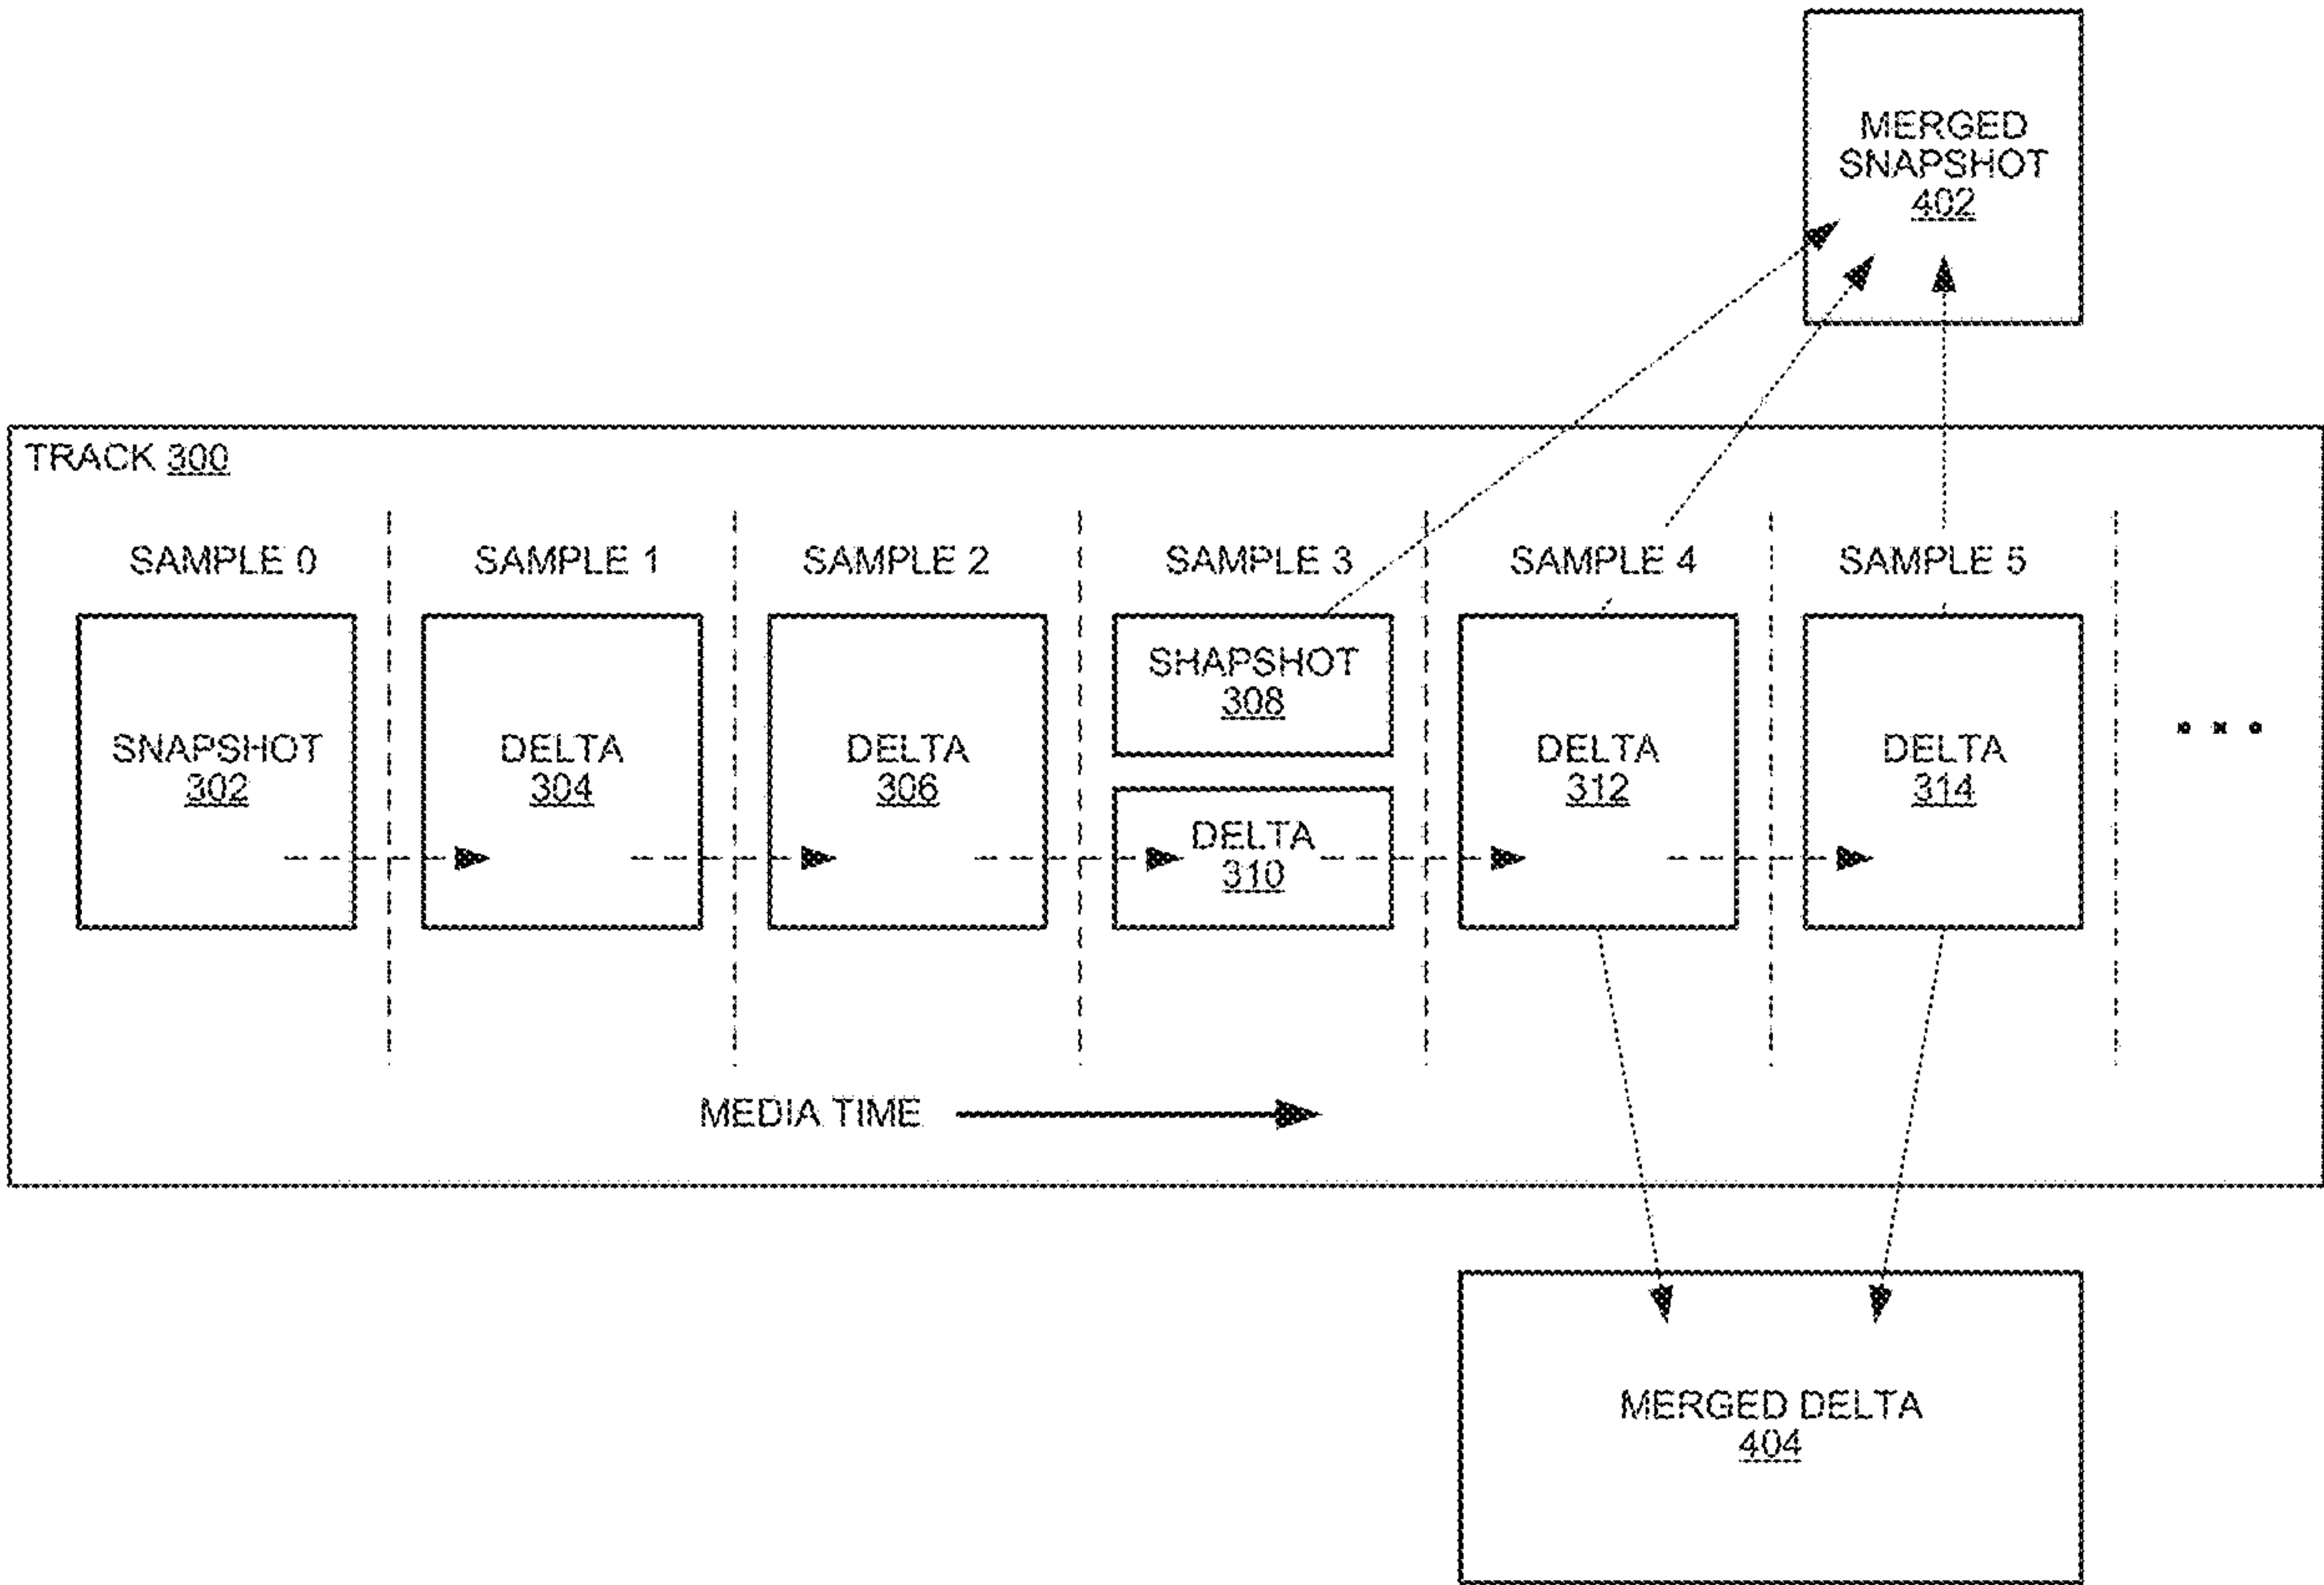 MERGED
SNAPSHOT
402
TRACK 300
SAMPLE 0
SAMPLE 1
SAMPLE 2
SAMPLE 3
SAMPLE 4
SAMPLE 5
SNAPSHOT
302
DELTA
304
DELTA
306
SHAPSHOT
308
DELTA
310
DELTA
312
DELTA
314
MEDIA TIME
MERGED DELTA
404